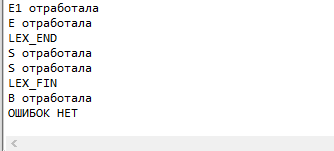 E1 отработала
E отработала
LEX_END
S отработала
S отработала
LEX_FIN
B отработала
ОШИБОК НЕТ